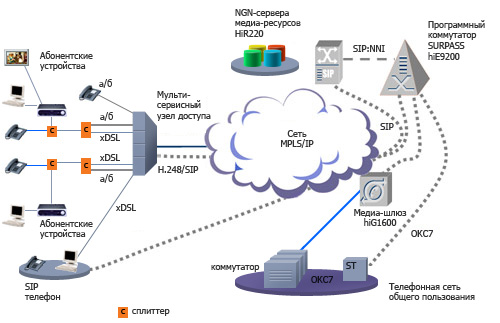 NGN-сервера
медиа-ресурсов
HiR220
SIP:NNI
Программный
коммутатор
SURPASS
hiE9200
Абонентские
устройства
а/б
Мульти-
сервисный
узел доступа
SIP
а/б
C
C
xDSL
Сеть
MPLS/IP
SIP
xDSL
C
C
а/б
H.248/SIP
xDSL
Абонентские
устройства
Медиа-шлюз
hiG1600
ОКС7
коммутатор
ОКС7
ST
SIP
телефон
Телефонная сеть
общего пользования
C сплиттер